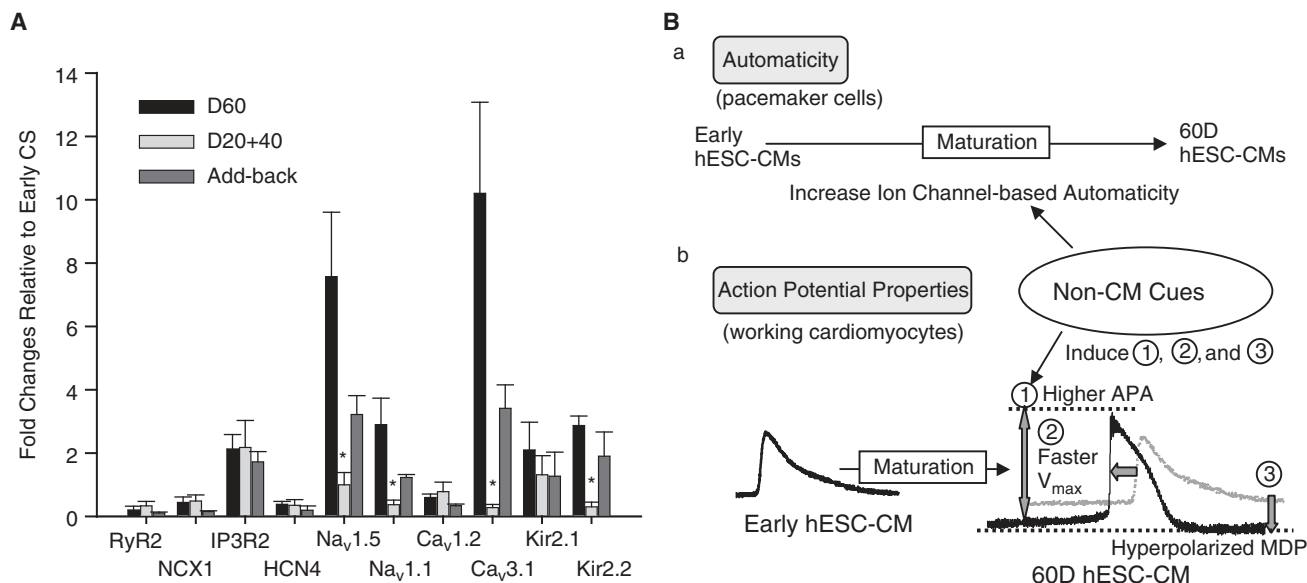 A
Fold Changes Relative to Early CS
14
12
10
8
6
4
2
0
D60
D20+40
Add-back
*
*
*
*
RyR2
NCX1
IP3R2
HCN4
Nav1.5
Nav1.1
Cav1.2
Cav3.1
Kir2.1
Kir2.2
B
a
Automaticity
(pacemaker cells)
Early
hESC-CMs
Maturation
60D
hESC-CMs
Increase Ion Channel-based Automaticity
b
Action Potential Properties
(working cardiomyocytes)
Non-CM Cues
Induce ①, ②, and ③
① Higher APA
②
Faster
Vmax
③
Maturation
Early hESC-CM
Hyperpolarized MDP
60D hESC-CM